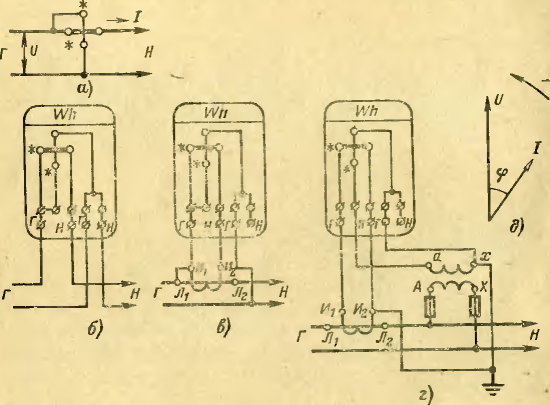 * I
Г U Н
*
а)
Wh
*
*
Г Н Г Н
Г Н
б)
Wh
*
*
Г н Г Н
И₁ И₂
Г Л₁ Л₂ Н
в)
Wh
*
*
Г Н Г Н
а х
А Х
И₁ И₂
Г Л₁ Л₂ Н
г)
U
I
φ
д)